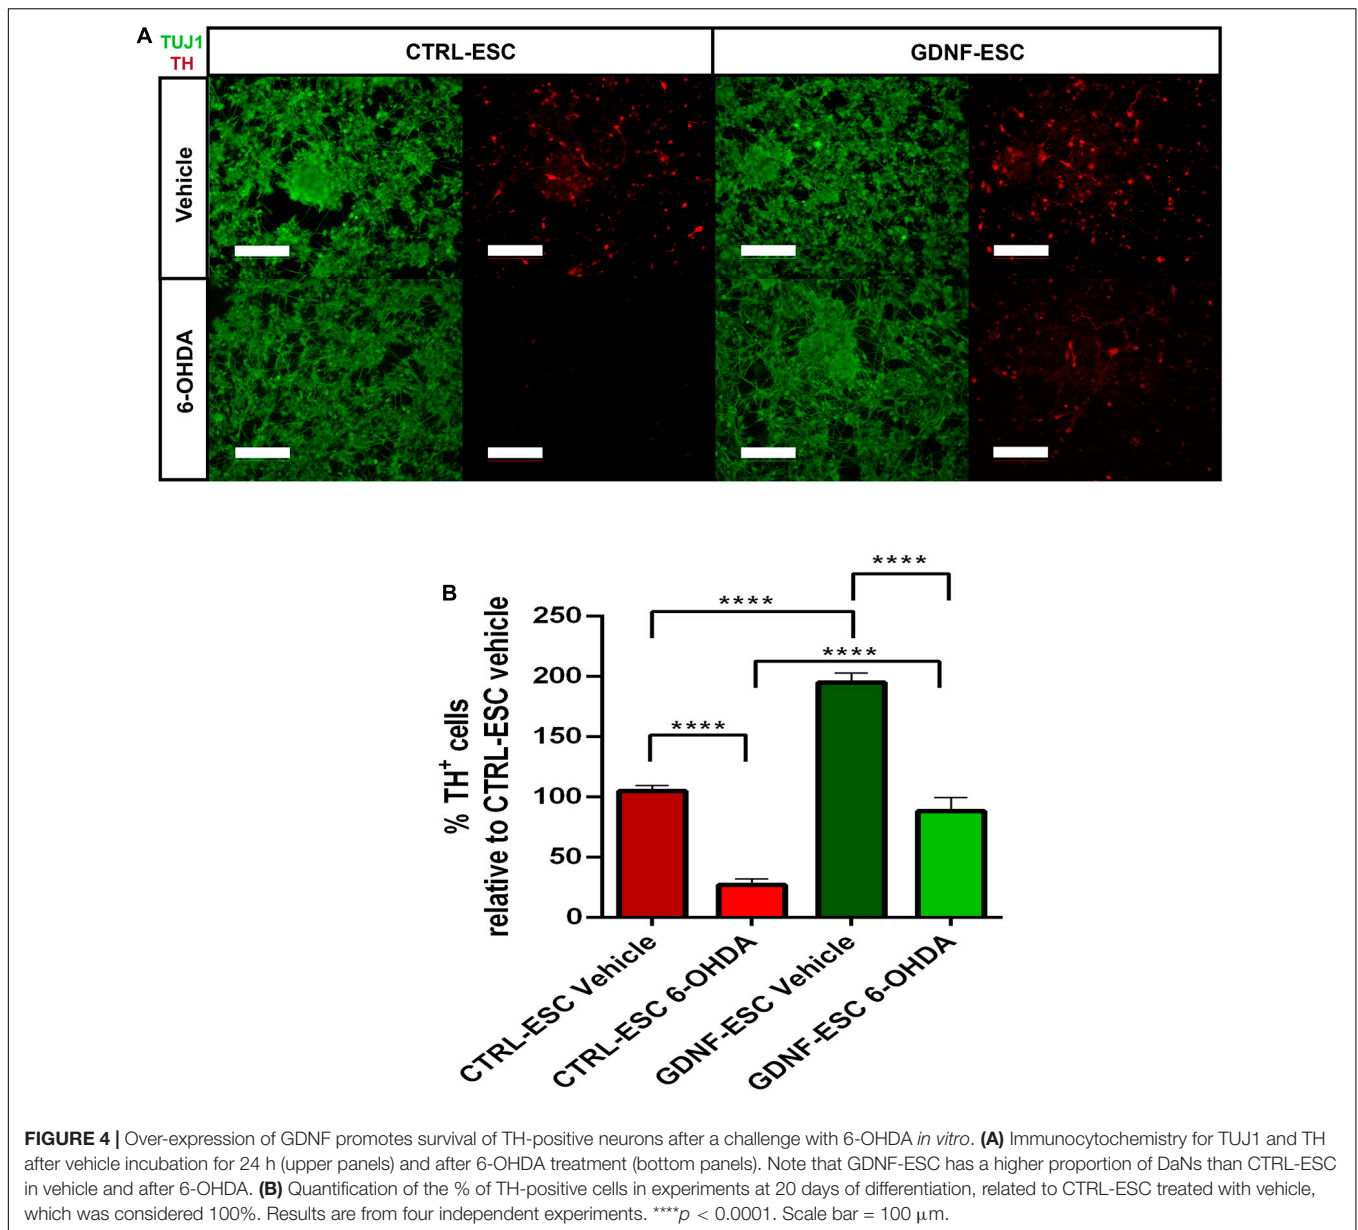 A
TUJ1
TH
CTRL-ESC
GDNF-ESC
Vehicle
6-OHDA
B
% TH+ cells
relative to CTRL-ESC vehicle
250
200
150
100
50
0
****
****
****
****
CTRL-ESC Vehicle
CTRL-ESC 6-OHDA
GDNF-ESC Vehicle
GDNF-ESC 6-OHDA
FIGURE 4 | Over-expression of GDNF promotes survival of TH-positive neurons after a challenge with 6-OHDA in vitro. (A) Immunocytochemistry for TUJ1 and TH
after vehicle incubation for 24 h (upper panels) and after 6-OHDA treatment (bottom panels). Note that GDNF-ESC has a higher proportion of DaNs than CTRL-ESC
in vehicle and after 6-OHDA. (B) Quantification of the % of TH-positive cells in experiments at 20 days of differentiation, related to CTRL-ESC treated with vehicle,
which was considered 100%. Results are from four independent experiments. ****p < 0.0001. Scale bar = 100 μm.